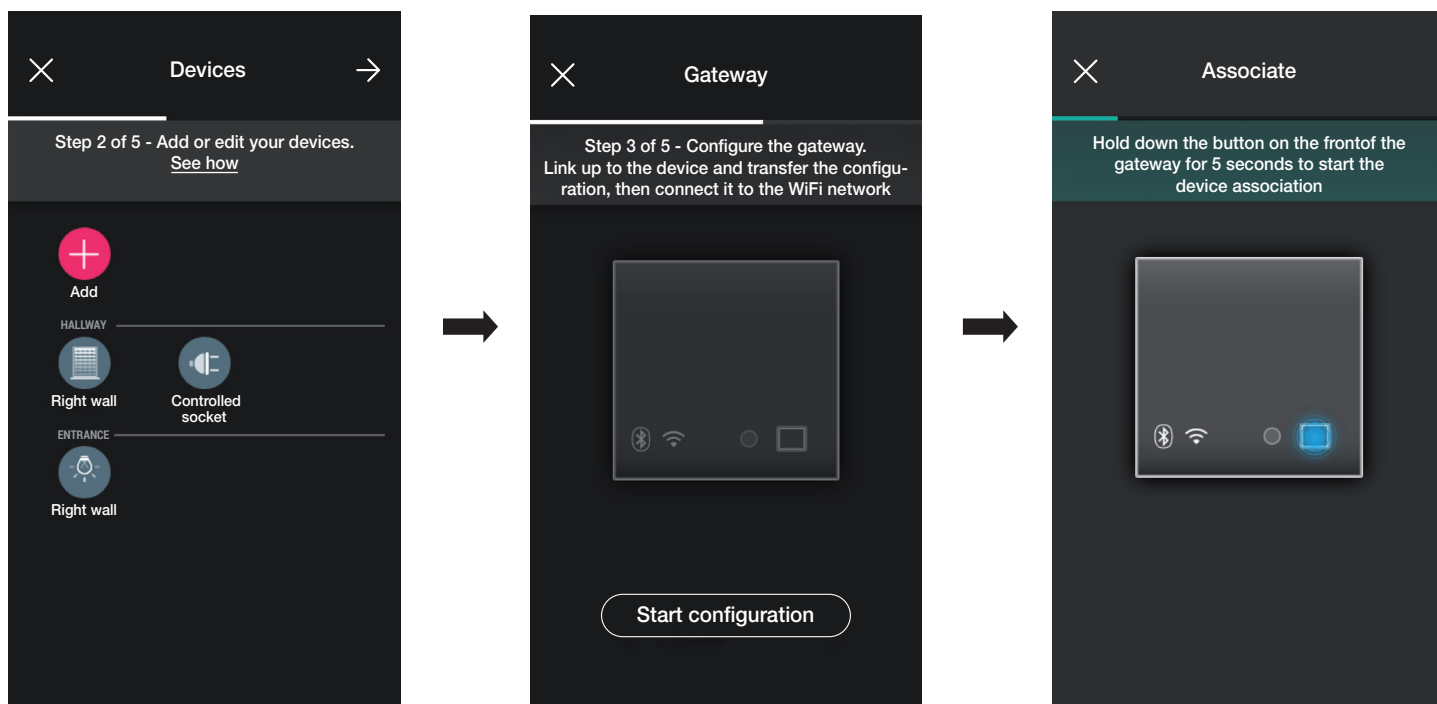 Devices
Step 2 of 5 - Add or edit your devices.
See how
Add
HALLWAY
Right wall
Controlled
socket
ENTRANCE
Right wall
Gateway
Step 3 of 5 - Configure the gateway.
Link up to the device and transfer the configu-
ration, then connect it to the WiFi network
Start configuration
Associate
Hold down the button on the frontof the
gateway for 5 seconds to start the
device association